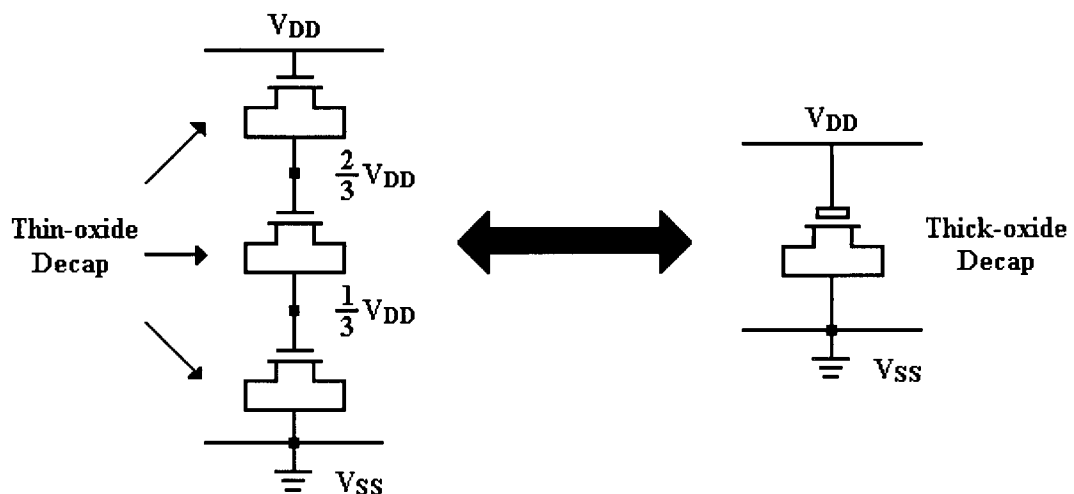 VDD
VDD
2/3 VDD
Thin-oxide
Decap
Thick-oxide
Decap
1/3 VDD
VSS
VSS